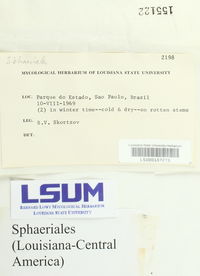 155122
Sphaeriales
2198
MYCOLOGICAL HERBARIUM OF LOUISIANA STATE UNIVERSITY
LOC. Parque do Estado, Sao Paulo, Brazil
10-VIII-1969
(2) in winter time--cold & dry--on rotten stems
LEG. B.V. Skortzov
DET.
LSUM
BERNARD LOWY MYCOLOGICAL HERBARIUM
LOUISIANA STATE UNIVERSITY
Sphaeriales
(Louisiana-Central
America)